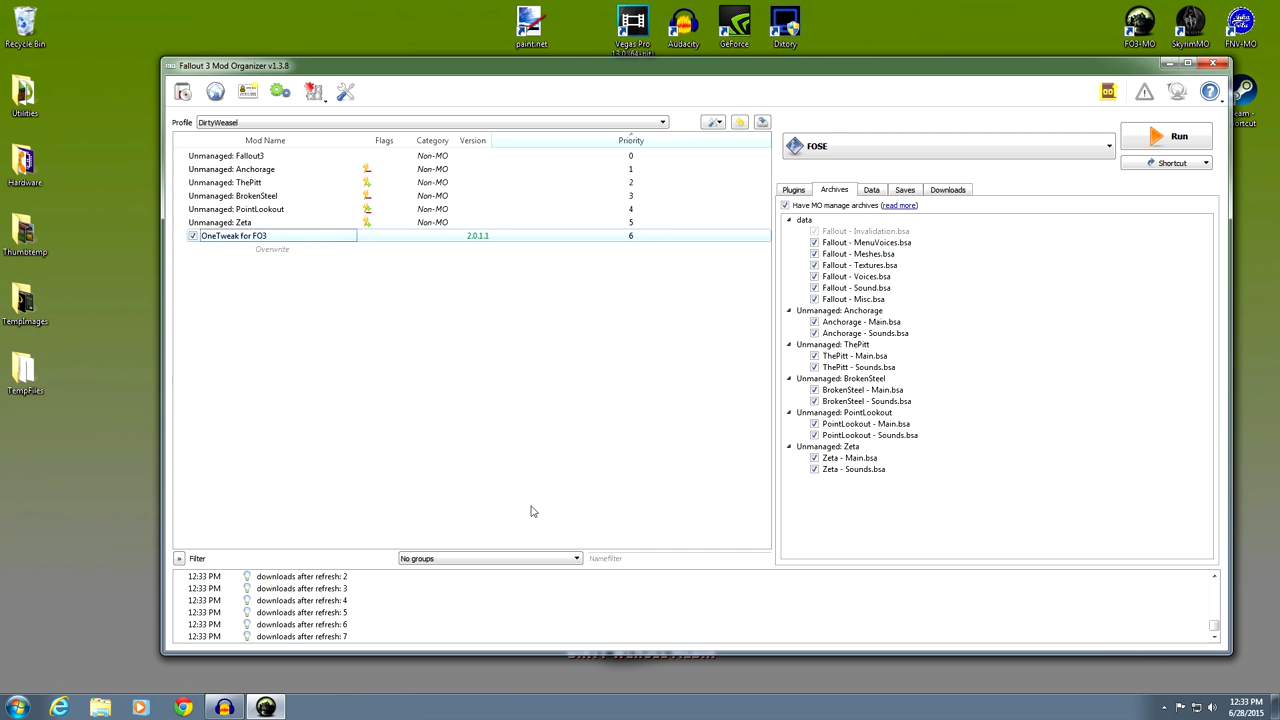 Recycle Bin
paint.net
Vegas Pro
Audacity
GeForce
Dxtory
FO3-MO
SkyrimMO
FNV-MO
Fallout 3 Mod Organizer v1.3.8
Utilities
Shortcut
Profile
DirtyWeasel
FOSE
Run
Shortcut
Mod Name
Flags
Category
Version
Priority
Unmanaged: Fallout3
Non-MO
0
Unmanaged: Anchorage
Non-MO
1
Unmanaged: ThePitt
Non-MO
2
Unmanaged: BrokenSteel
Non-MO
3
Unmanaged: PointLookout
Non-MO
4
Unmanaged: Zeta
Non-MO
5
OneTweak for FO3
2.0.1.1
6
Overwrite
Hardware
Thumbtemp
TempImages
TempFiles
Plugins
Archives
Data
Saves
Downloads
Have MO manage archives (read more)
data
Fallout - Invalidation.bsa
Fallout - MenuVoices.bsa
Fallout - Meshes.bsa
Fallout - Textures.bsa
Fallout - Voices.bsa
Fallout - Sound.bsa
Fallout - Misc.bsa
Unmanaged: Anchorage
Anchorage - Main.bsa
Anchorage - Sounds.bsa
Unmanaged: ThePitt
ThePitt - Main.bsa
ThePitt - Sounds.bsa
Unmanaged: BrokenSteel
BrokenSteel - Main.bsa
BrokenSteel - Sounds.bsa
Unmanaged: PointLookout
PointLookout - Main.bsa
PointLookout - Sounds.bsa
Unmanaged: Zeta
Zeta - Main.bsa
Zeta - Sounds.bsa
Filter
No groups
Namefilter
12:33 PM downloads after refresh: 2
12:33 PM downloads after refresh: 3
12:33 PM downloads after refresh: 4
12:33 PM downloads after refresh: 5
12:33 PM downloads after refresh: 6
12:33 PM downloads after refresh: 7
12:33 PM
6/28/2015